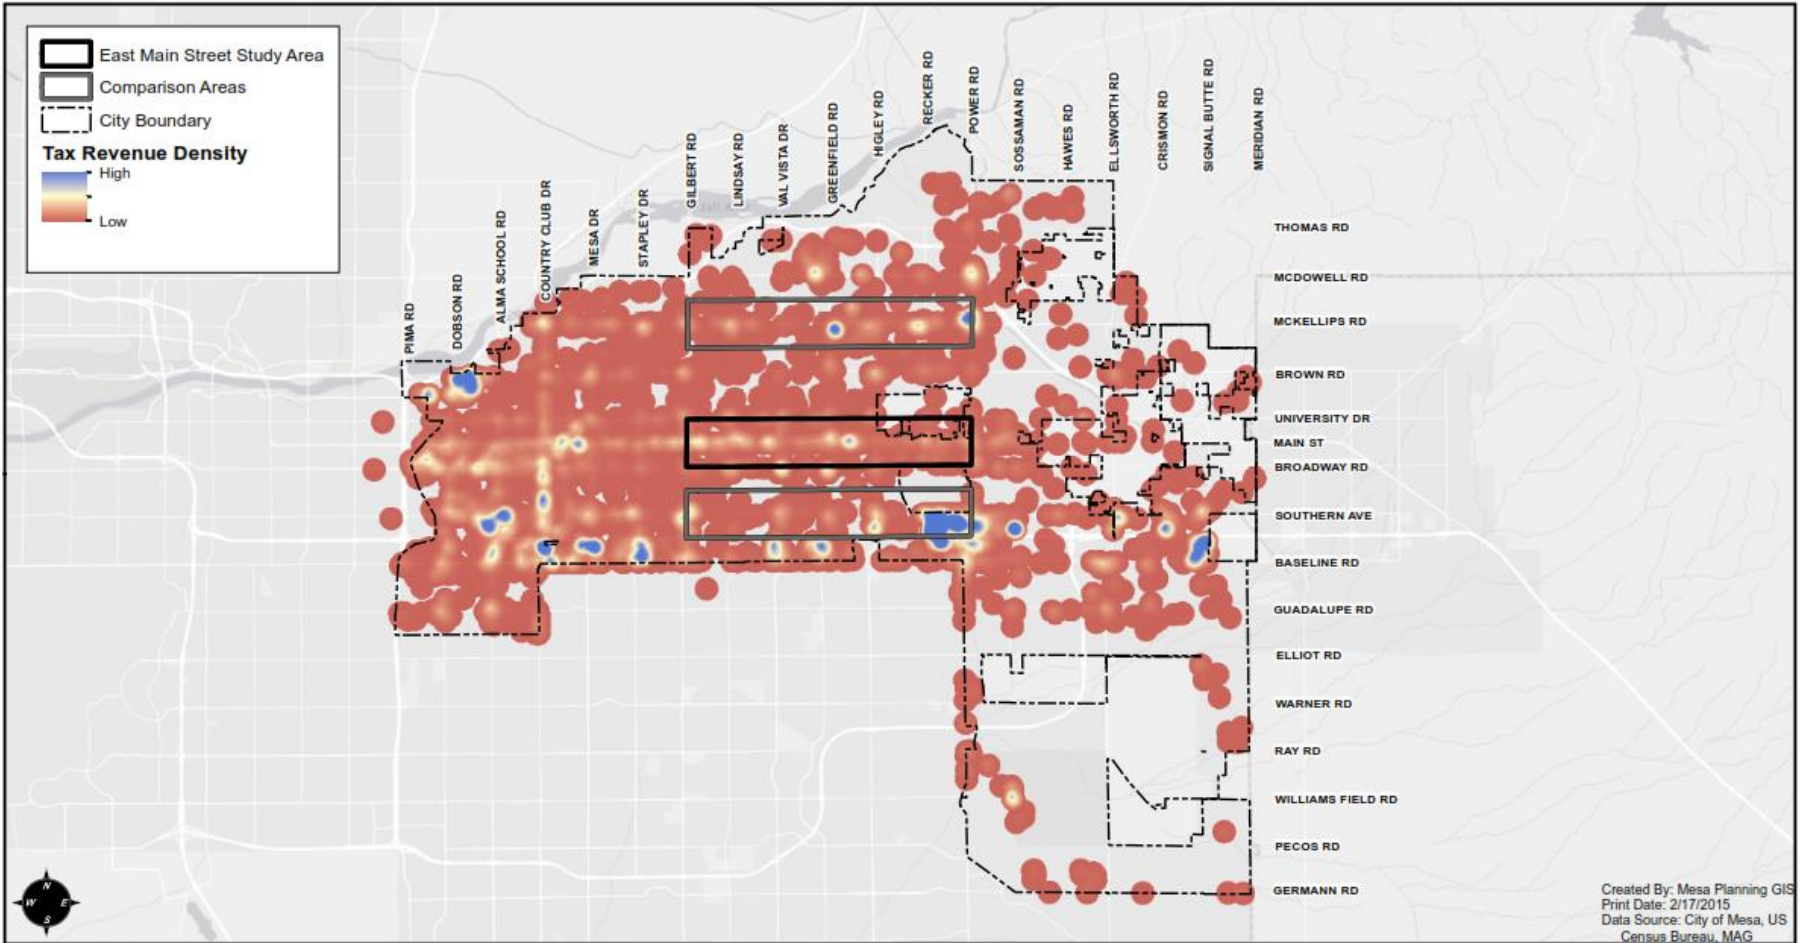 East Main Street Study Area
Comparison Areas
City Boundary
Tax Revenue Density
High
Low
PIMA RD
DOBSON RD
ALMA SCHOOL RD
COUNTRY CLUB DR
MESA DR
STAPLEY DR
GILBERT RD
LINDSAY RD
VAL VISTA DR
GREENFIELD RD
HIGLEY RD
RECKER RD
POWER RD
SOSSAMAN RD
HAWES RD
ELLSWORTH RD
CRISMON RD
SIGNAL BUTTE RD
MERIDIAN RD
THOMAS RD
MCDOWELL RD
MCKELLIPS RD
BROWN RD
UNIVERSITY DR
MAIN ST
BROADWAY RD
SOUTHERN AVE
BASELINE RD
GUADALUPE RD
ELLIOT RD
WARNER RD
RAY RD
WILLIAMS FIELD RD
PECOS RD
GERMANN RD
N
W E
S
Created By: Mesa Planning GIS
Print Date: 2/17/2015
Data Source: City of Mesa, US
Census Bureau, MAG